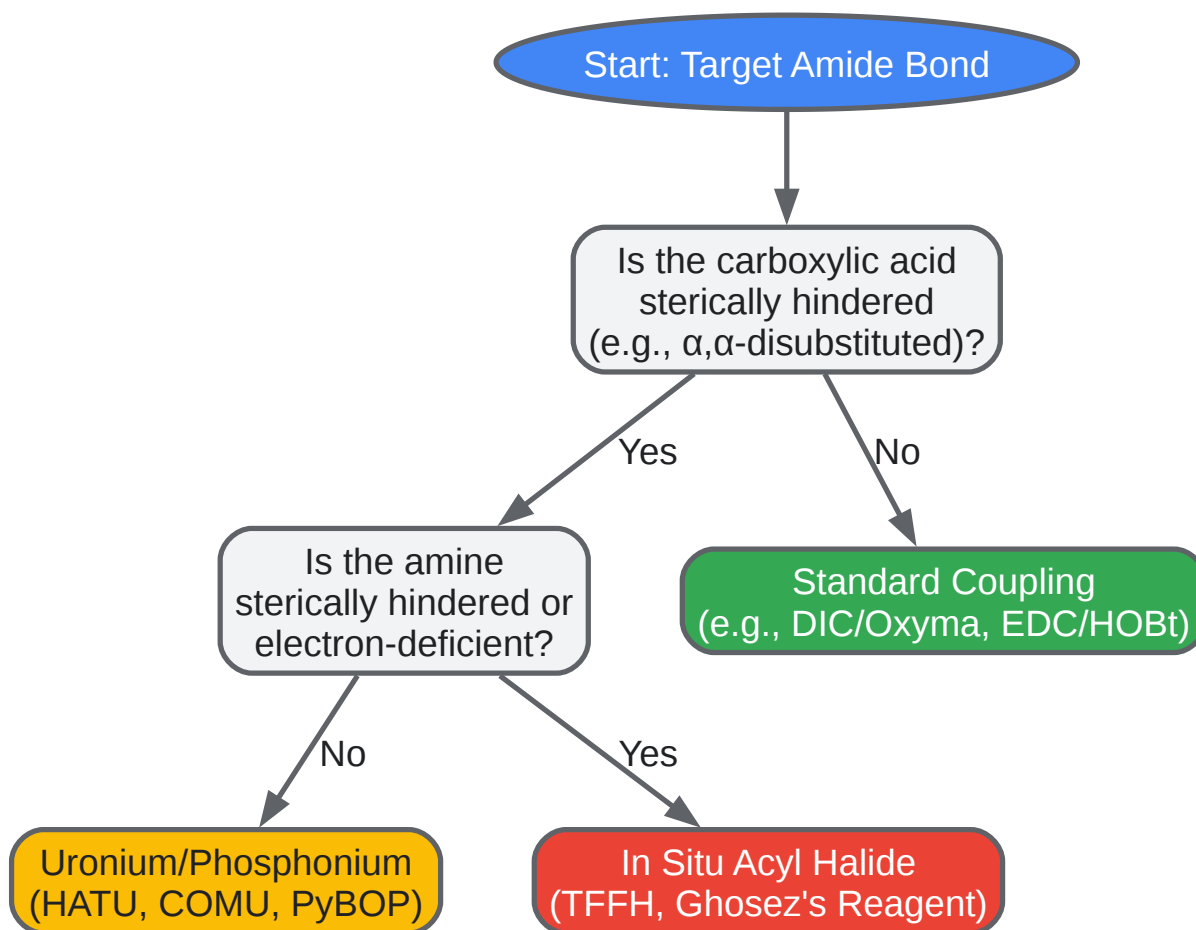 Start: Target Amide Bond
Is the carboxylic acid
sterically hindered
(e.g., α,α-disubstituted)?
Yes
No
Is the amine
sterically hindered or
electron-deficient?
Standard Coupling
(e.g., DIC/Oxyma, EDC/HOBt)
No
Yes
Uronium/Phosphonium
(HATU, COMU, PyBOP)
In Situ Acyl Halide
(TFFH, Ghosez's Reagent)